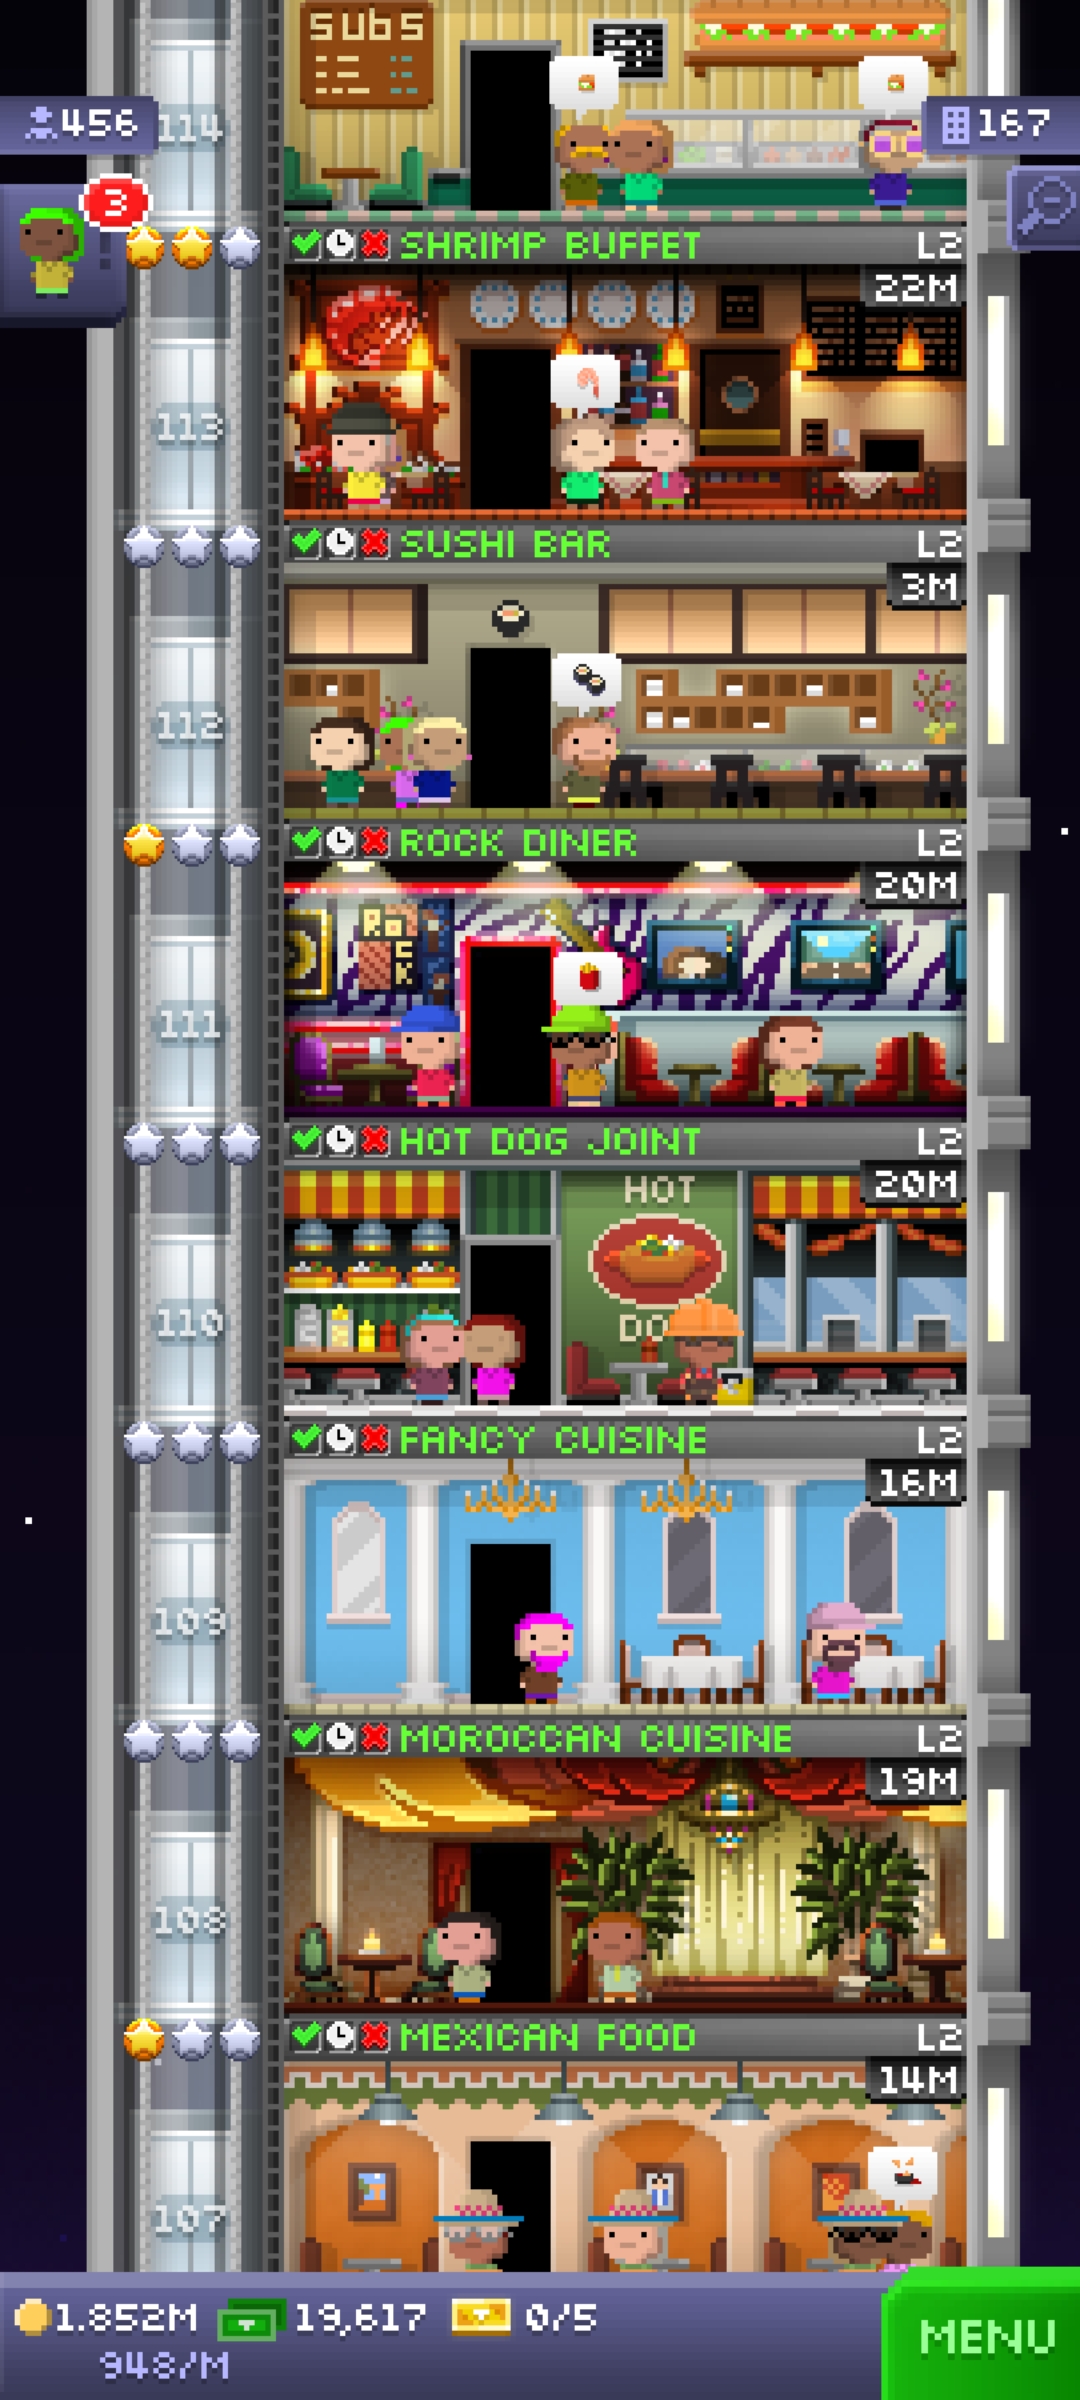 SUBS
456
114
167
3
SHRIMP BUFFET L2
22M
113
SUSHI BAR L2
3M
112
ROCK DINER L2
20M
ROCK
111
HOT DOG JOINT L2
20M
HOT
DO
110
FANCY CUISINE L2
16M
109
MOROCCAN CUISINE L2
19M
108
MEXICAN FOOD L2
14M
107
1.852M 19,617 0/5
948/M
MENU